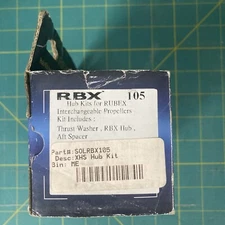 RBX 105
Hub Kits for RUBEX
Interchangeable Propellers
Kit Includes :
Thrust Washer , RBX Hub ,
Aft Spacer
Part#: SOLRBX105
Desc: XHS Hub Kit
Bin: ME